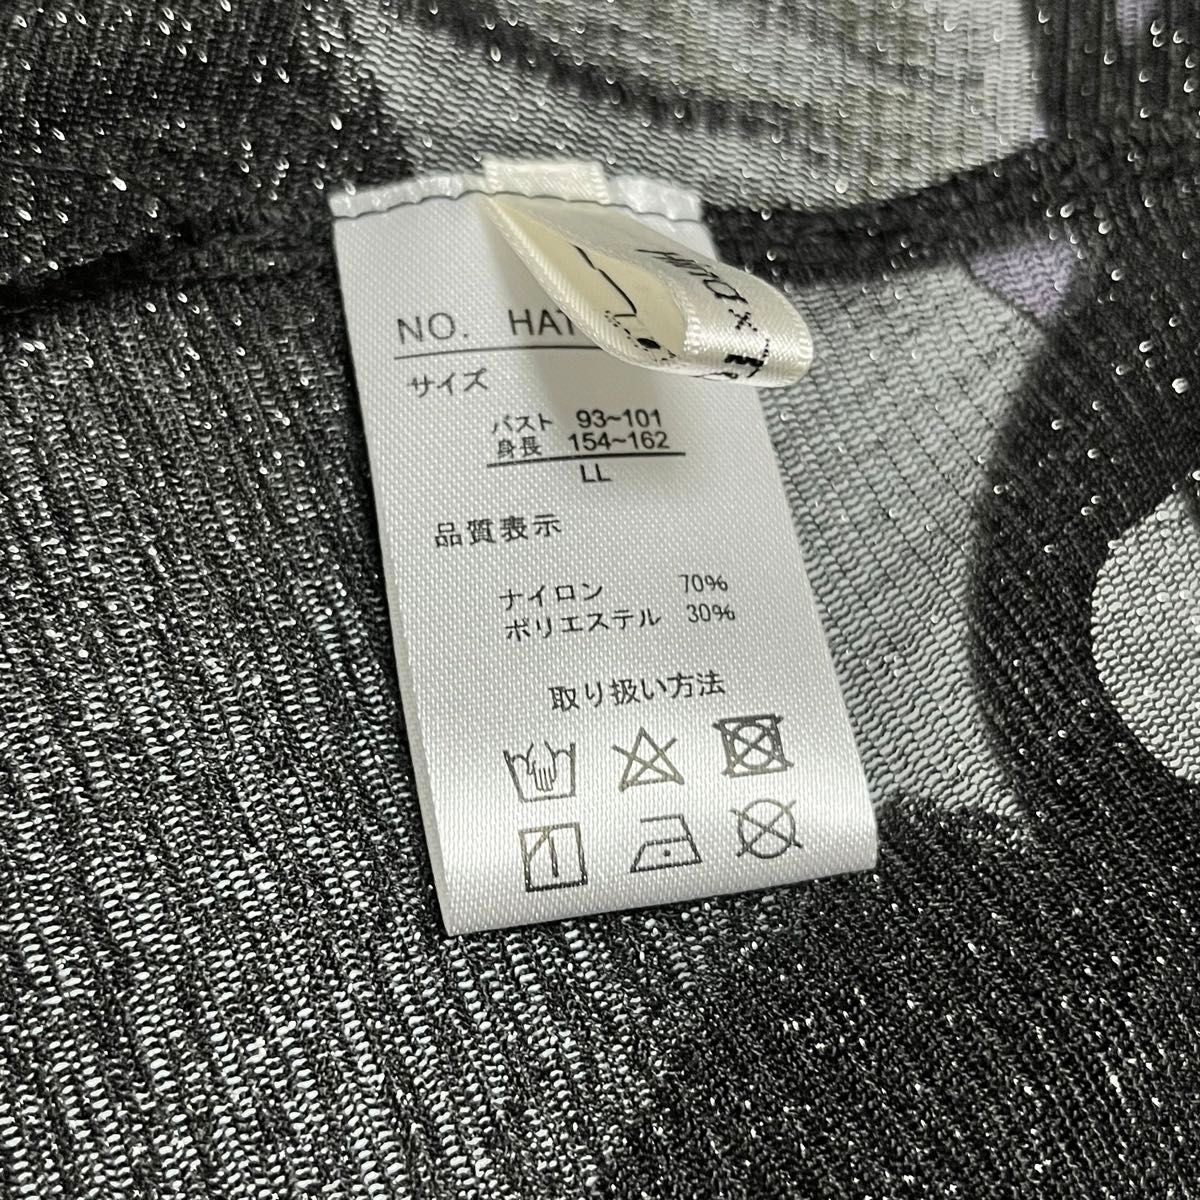 NO. HAT
サイズ
バスト 93~101
身長 154~162
LL
品質表示
ナイロン 70%
ポリエステル 30%
取り扱い方法